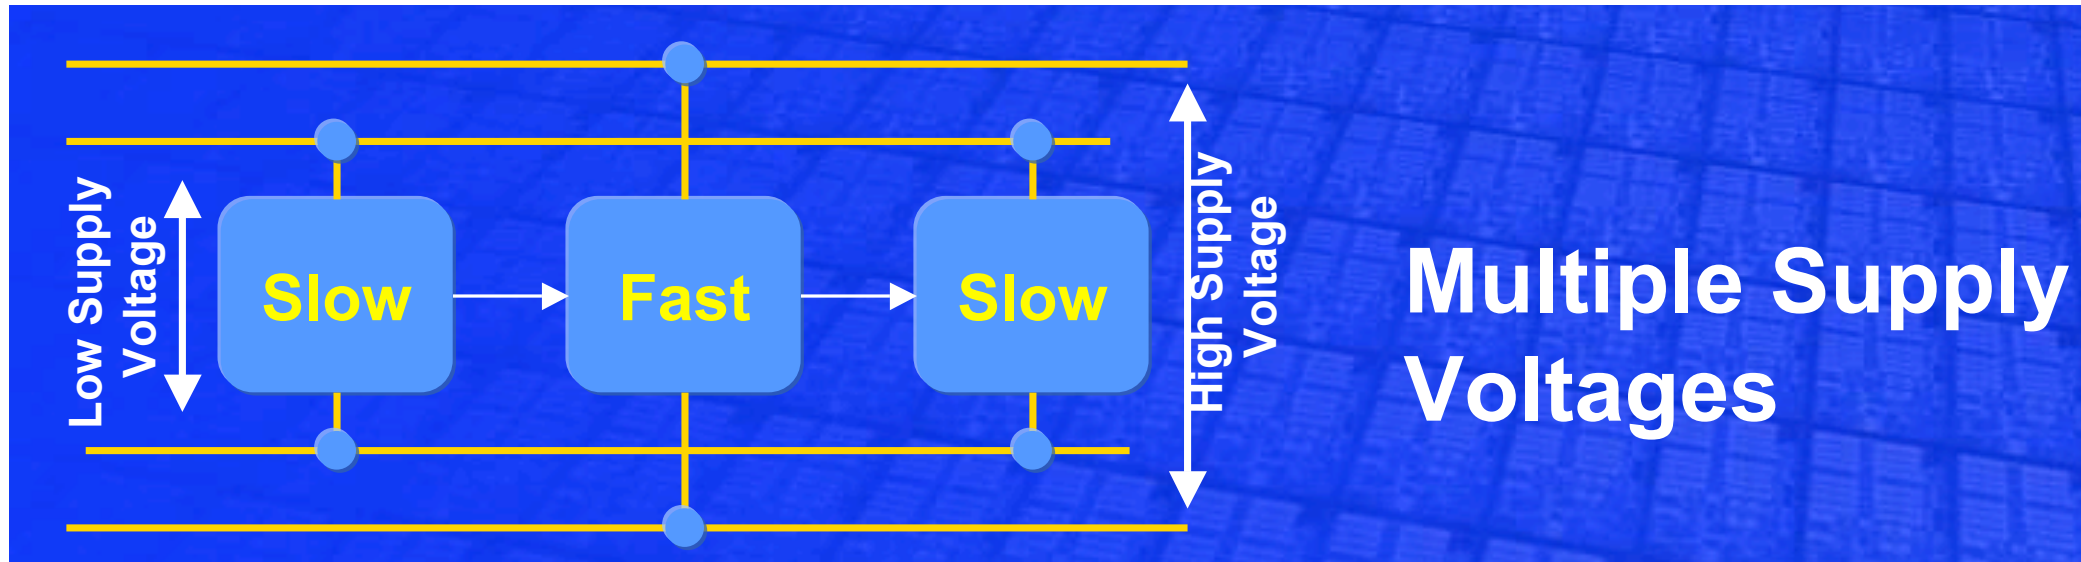 Low Supply
Voltage
Slow
Fast
Slow
High Supply
Voltage
Multiple Supply
Voltages